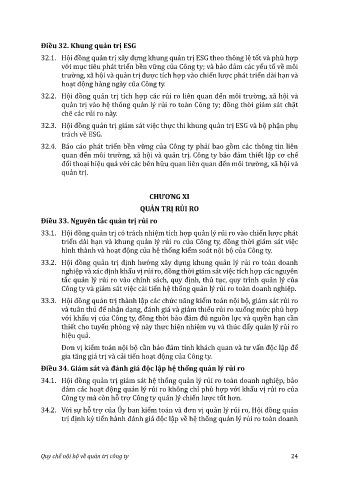 Điều 32. Khung quản trị ESG
32.1. Hội đồng quản trị xây dựng khung quản trị ESG theo thông lệ tốt và phù hợp
với mục tiêu phát triển bền vững của Công ty; và bảo đảm các yếu tố về môi
trường, xã hội và quản trị được tích hợp vào chiến lược phát triển dài hạn và
hoạt động hàng ngày của Công ty.
32.2. Hội đồng quản trị tích hợp các rủi ro liên quan đến môi trường, xã hội và
quản trị vào hệ thống quản lý rủi ro toàn Công ty; đồng thời giám sát chặt
chẽ các rủi ro này.
32.3. Hội đồng quản trị giám sát việc thực thi khung quản trị ESG và bộ phận phụ
trách về ESG.
32.4. Báo cáo phát triển bền vững của Công ty phải bao gồm các thông tin liên
quan đến môi trường, xã hội và quản trị. Công ty bảo đảm thiết lập cơ chế
đối thoại hiệu quả với các bên hữu quan liên quan đến môi trường, xã hội và
quản trị.
CHƯƠNG XI
QUẢN TRỊ RỦI RO
Điều 33. Nguyên tắc quản trị rủi ro
33.1. Hội đồng quản trị có trách nhiệm tích hợp quản lý rủi ro vào chiến lược phát
triển dài hạn và khung quản lý rủi ro của Công ty, đồng thời giám sát việc
hình thành và hoạt động của hệ thống kiểm soát nội bộ của Công ty.
33.2. Hội đồng quản trị định hướng xây dựng khung quản lý rủi ro toàn doanh
nghiệp và xác định khẩu vị rủi ro, đồng thời giám sát việc tích hợp các nguyên
tắc quản lý rủi ro vào chính sách, quy định, thủ tục, quy trình quản lý của
Công ty và giám sát việc cải tiến hệ thống quản lý rủi ro toàn doanh nghiệp.
33.3. Hội đồng quản trị thành lập các chức năng kiểm toán nội bộ, giám sát rủi ro
và tuân thủ để nhận dạng, đánh giá và giảm thiểu rủi ro xuống mức phù hợp
với khẩu vị của Công ty, đồng thời bảo đảm đủ nguồn lực và quyền hạn cần
thiết cho tuyến phòng vệ này thực hiện nhiệm vụ và thúc đẩy quản lý rủi ro
hiệu quả.
Đơn vị kiểm toán nội bộ cần bảo đảm tính khách quan và tư vấn độc lập để
gia tăng giá trị và cải tiến hoạt động của Công ty.
Điều 34. Giám sát và đánh giá độc lập hệ thống quản lý rủi ro
34.1. Hội đồng quản trị giám sát hệ thống quản lý rủi ro toàn doanh nghiệp, bảo
đảm các hoạt động quản lý rủi ro không chỉ phù hợp với khẩu vị rủi ro của
Công ty mà còn hỗ trợ Công ty quản lý chiến lược tốt hơn.
34.2. Với sự hỗ trợ của Ủy ban kiểm toán và đơn vị quản lý rủi ro, Hội đồng quản
trị định kỳ tiến hành đánh giá độc lập về hệ thống quản lý rủi ro toàn doanh
Quy chế nội bộ về quản trị công ty 24